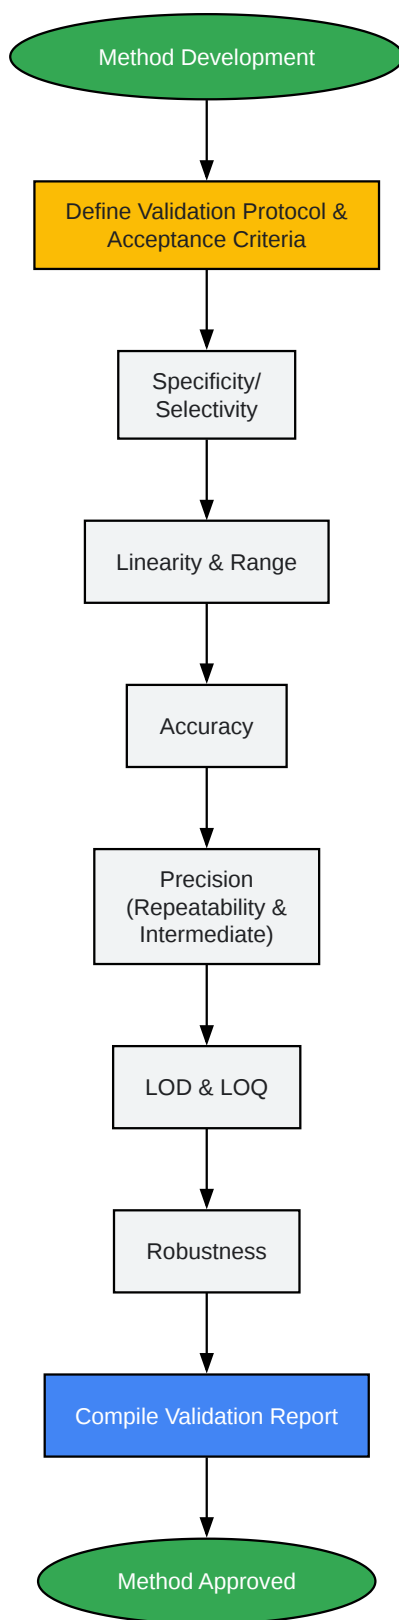 Method Development
Define Validation Protocol &
Acceptance Criteria
Specificity/
Selectivity
Linearity & Range
Accuracy
Precision
(Repeatability &
Intermediate)
LOD & LOQ
Robustness
Compile Validation Report
Method Approved